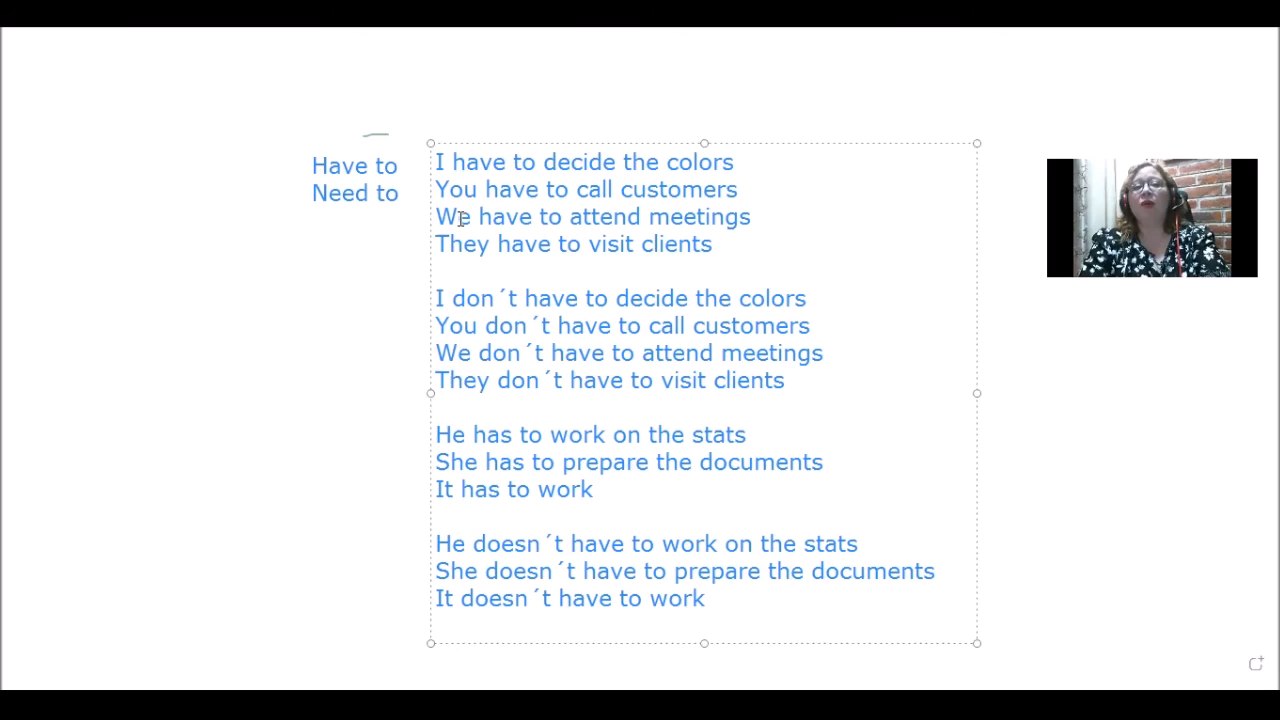 Have to
Need to
I have to decide the colors
You have to call customers
We have to attend meetings
They have to visit clients
I don´t have to decide the colors
You don´t have to call customers
We don´t have to attend meetings
They don´t have to visit clients
He has to work on the stats
She has to prepare the documents
It has to work
He doesn´t have to work on the stats
She doesn´t have to prepare the documents
It doesn´t have to work